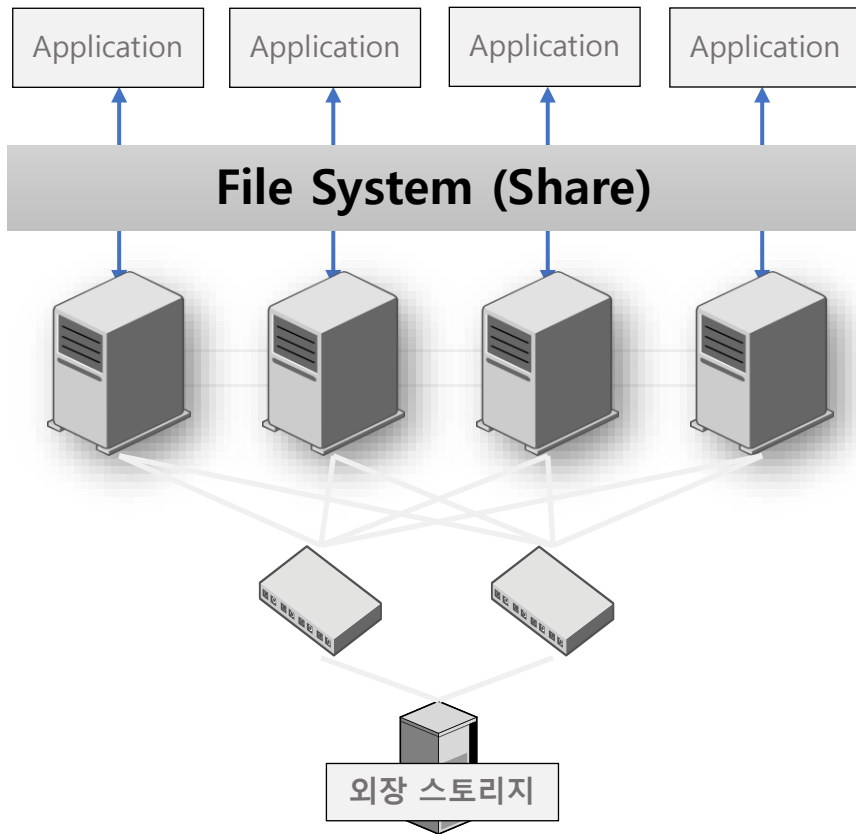 Application
Application
Application
Application
File System (Share)
외장 스토리지